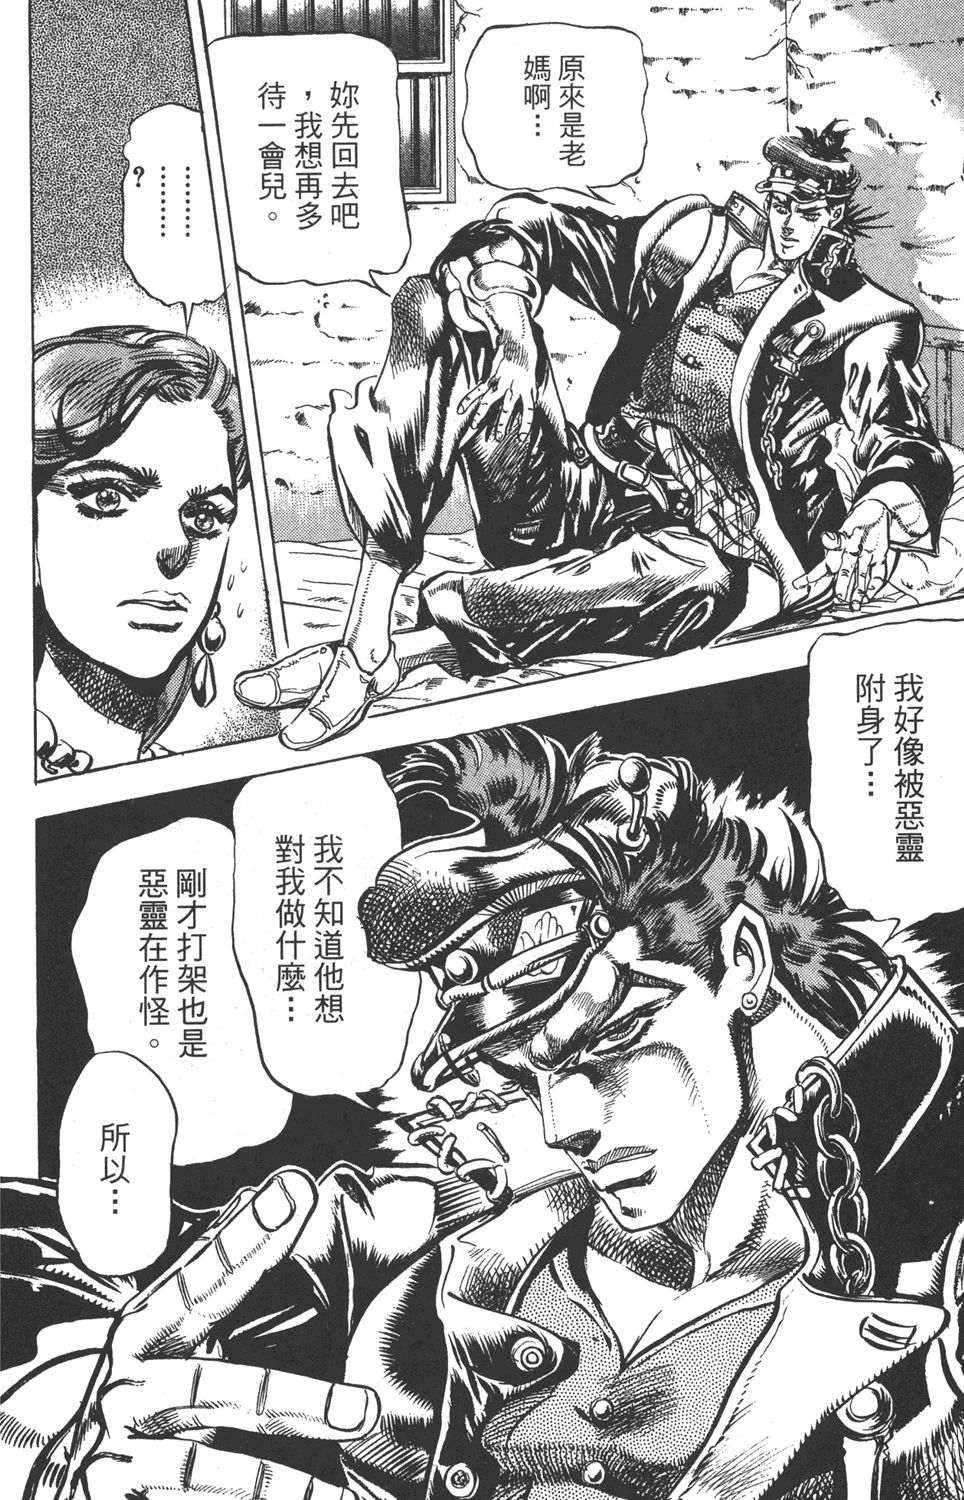 原來是老
媽啊…
妳先回去吧
，我想再多
待一會兒。
………
………?
我好像被惡靈
附身了…
我不知道他想
對我做什麼…
剛才打架也是
惡靈在作怪。
所以…